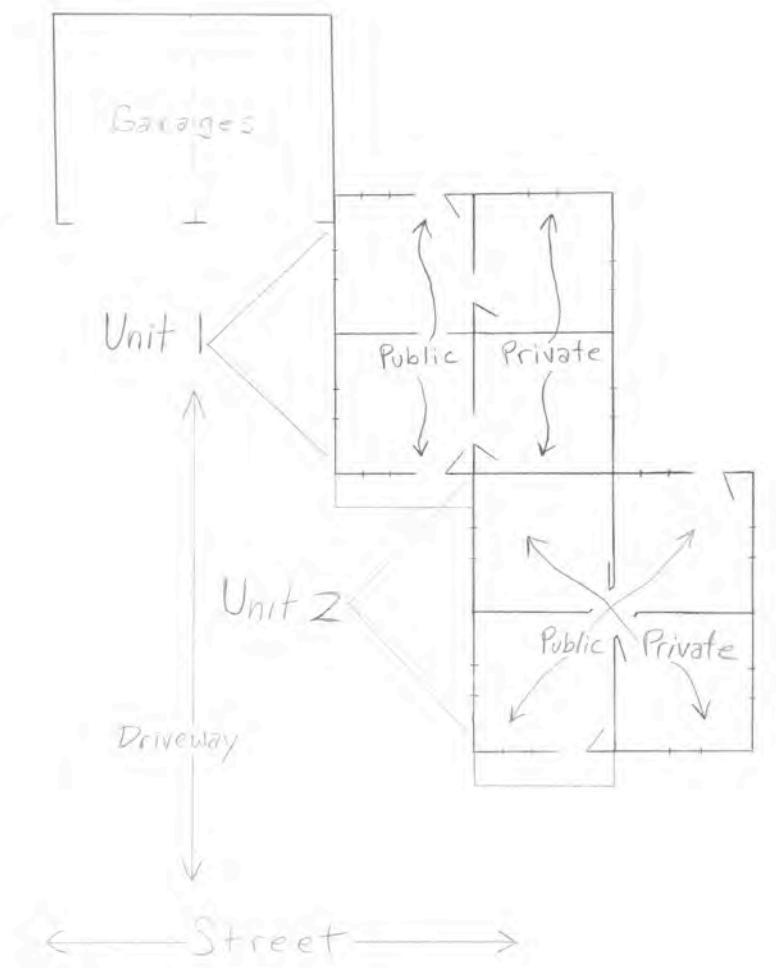 Garages
Unit 1
Public Private
Unit 2
Public Private
Driveway
Street